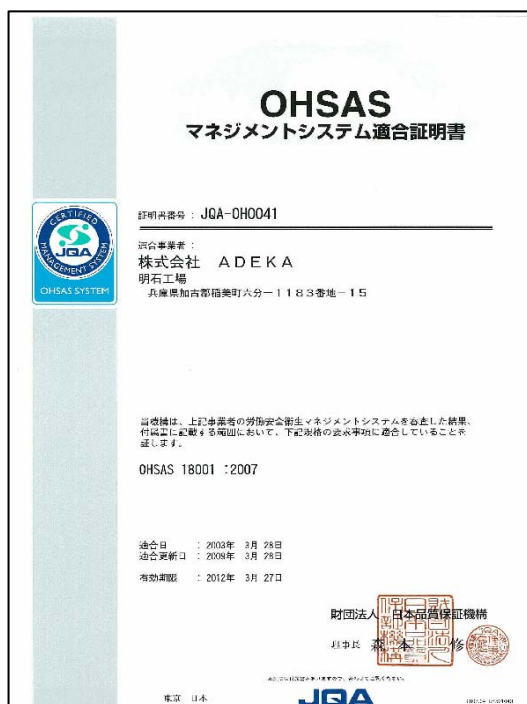 OHSAS
マネジメントシステム適合証明書
CERTIFIED
JQA
MANAGEMENT SYSTEM
OHSAS SYSTEM
証明書番号 : JQA-OH0041
適合事業者 :
株式会社 ADEKA
明石工場
兵庫県加古郡稲美町六分一1183番地-15
当機構は、上記事業者の労働安全衛生マネジメントシステムを審査した結果、
付属書に記載する範囲において、下記規格の要求事項に適合していることを
証します。
OHSAS 18001 :2007
適合日 : 2003年 3月 28日
適合更新日 : 2009年 3月 28日
有効期限 : 2012年 3月 27日
財団法人 日本品質保証機構
理事長 森本 修
東京 日本
JQA